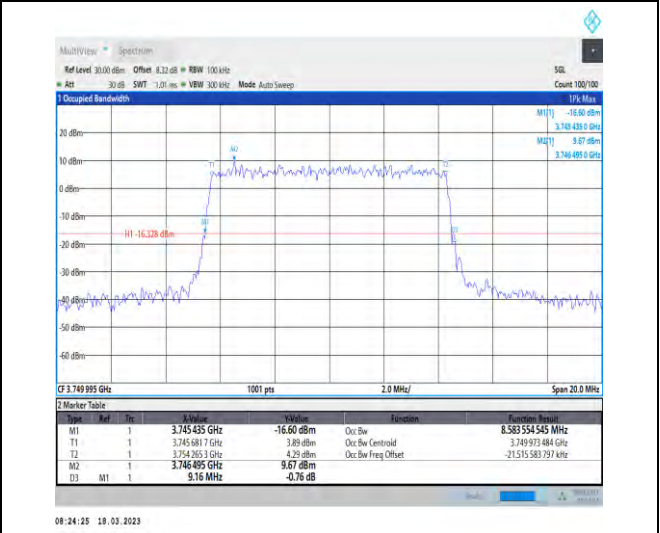 MultiView Spectrum
Ref Level 30.00 dBm Offset 8.32 dB RBW 100 kHz SGL
Att 30 dB SWT 1.01 ms VBW 300 kHz Mode Auto Sweep Count 100/100
1 Occupied Bandwidth 1Pk Max
M1[1] -16.60 dBm
3.745 435 0 GHz
M2[1] 9.67 dBm
3.746 495 0 GHz
20 dBm
M2
10 dBm
T1 T2
0 dBm
-10 dBm
M1
H1 -16.328 dBm
D3
-20 dBm
-30 dBm
-40 dBm
-50 dBm
-60 dBm
CF 3.749 995 GHz 1001 pts 2.0 MHz/ Span 20.0 MHz
2 Marker Table
Type Ref Trc X-Value Y-Value Function Function Result
M1 1 3.745 435 GHz -16.60 dBm Occ Bw 8.583 554 545 MHz
T1 1 3.745 681 7 GHz 3.89 dBm Occ Bw Centroid 3.749 973 484 GHz
T2 1 3.754 265 3 GHz 4.29 dBm Occ Bw Freq Offset -21.515 583 797 kHz
M2 1 3.746 495 GHz 9.67 dBm
D3 M1 1 9.16 MHz -0.76 dB
08:24:25 18.03.2023